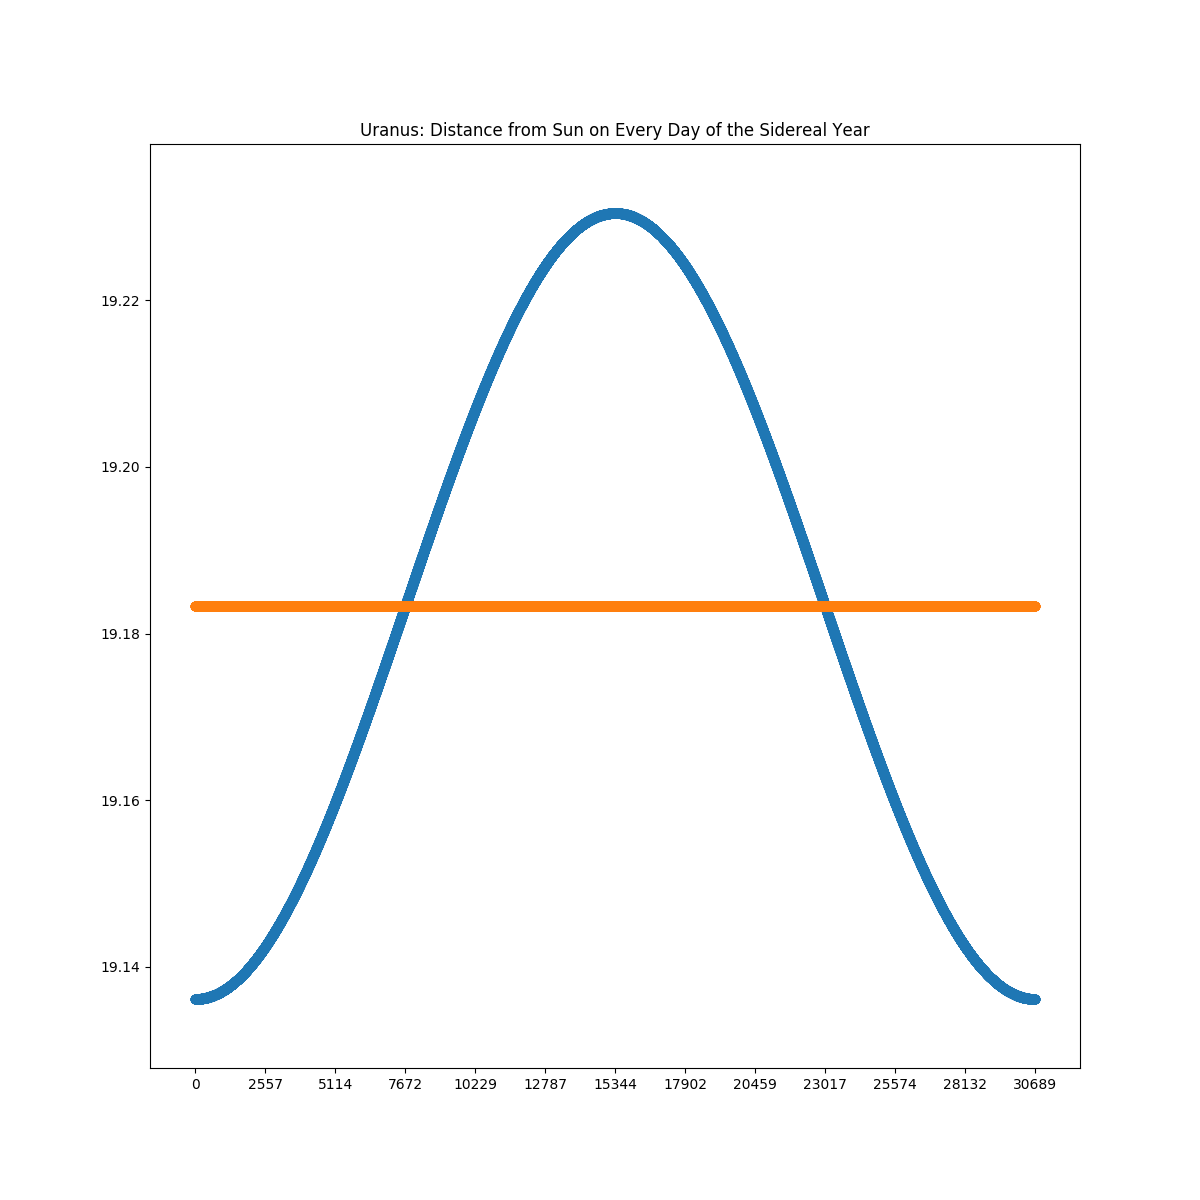 Uranus: Distance from Sun on Every Day of the Sidereal Year
19.22
19.20
19.18
19.16
19.14
0 2557 5114 7672 10229 12787 15344 17902 20459 23017 25574 28132 30689